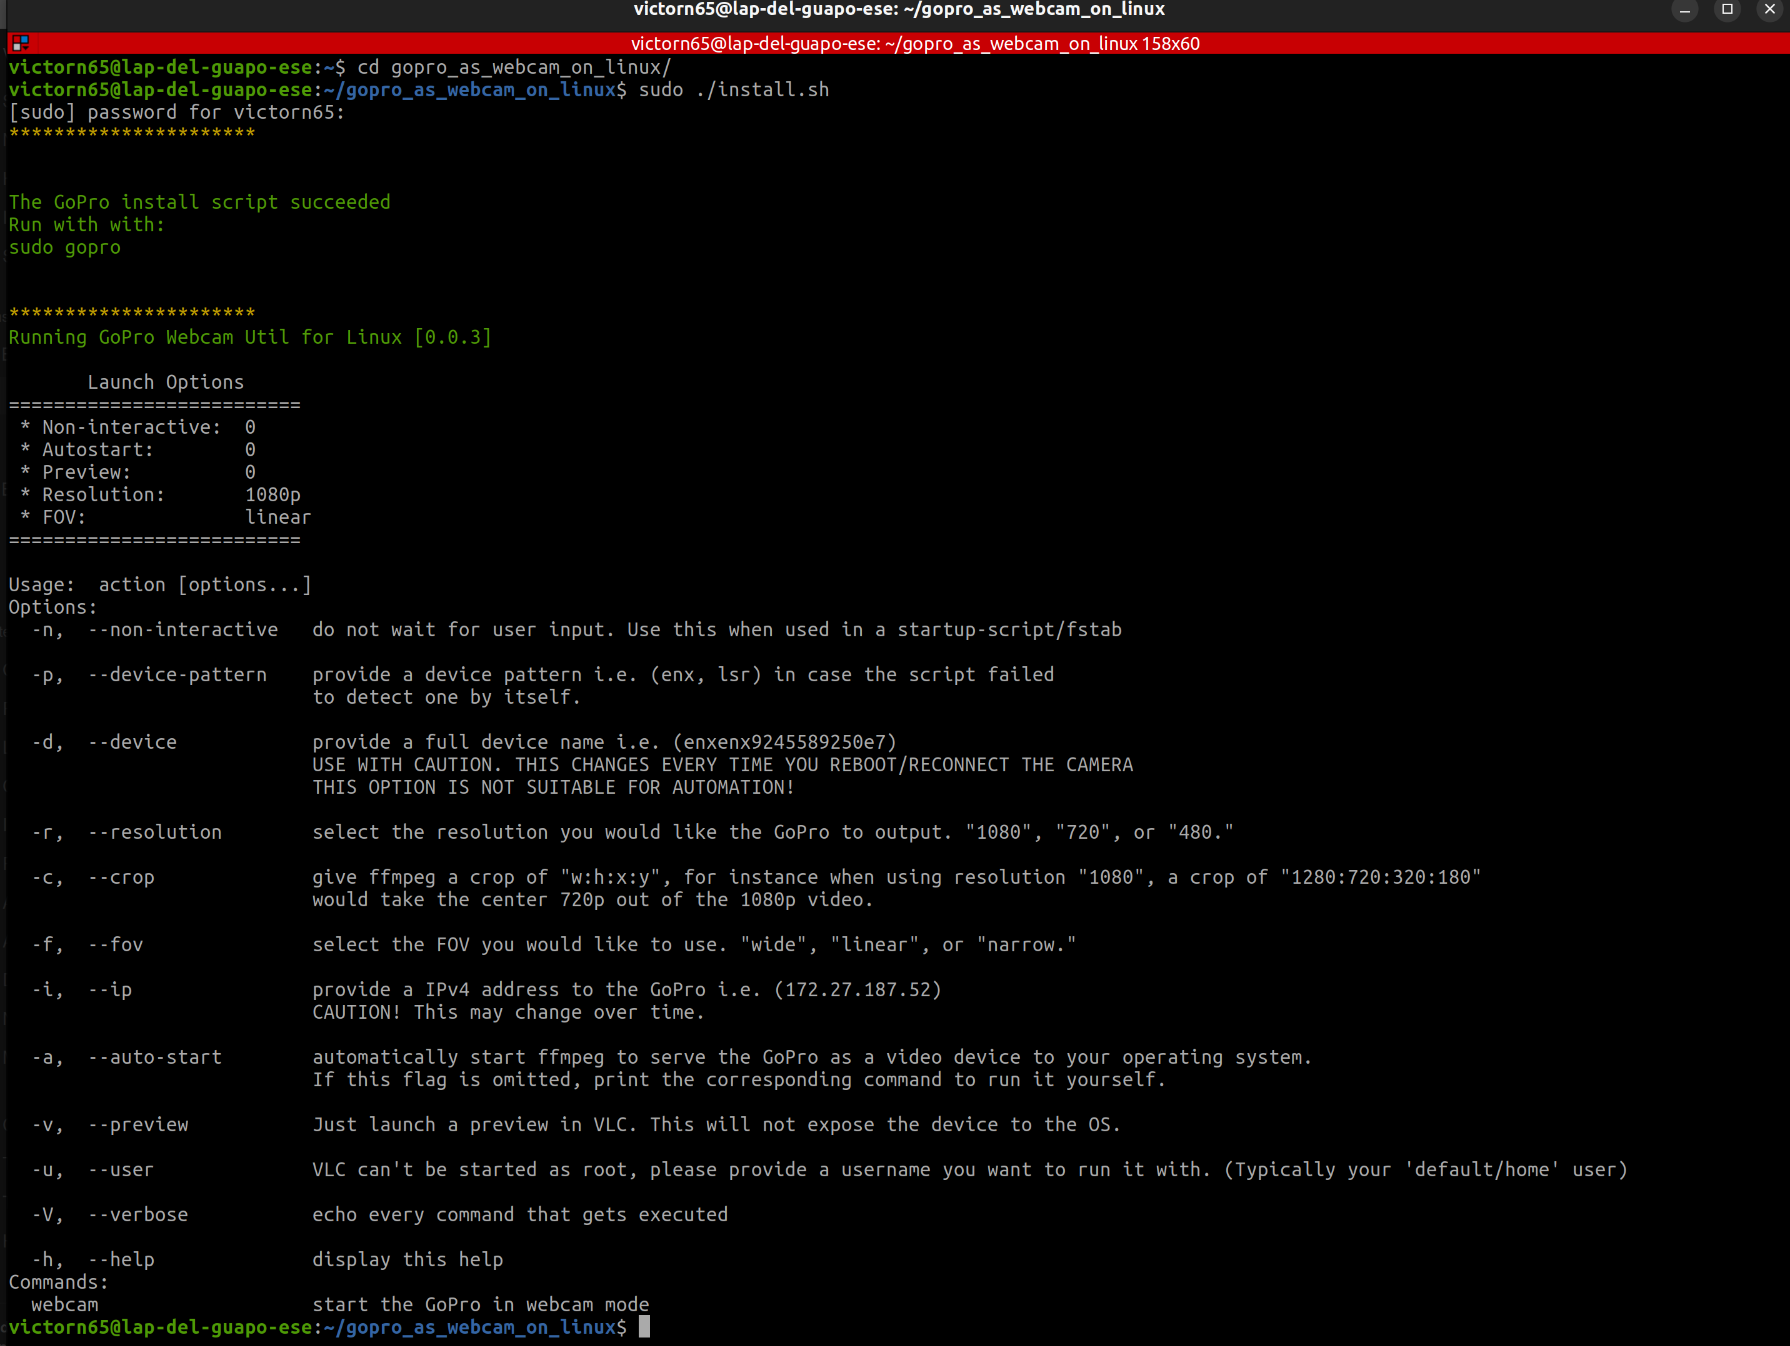 victorn65@lap-del-guapo-ese: ~/gopro_as_webcam_on_linux
victorn65@lap-del-guapo-ese: ~/gopro_as_webcam_on_linux 158x60
victorn65@lap-del-guapo-ese:~$ cd gopro_as_webcam_on_linux/
victorn65@lap-del-guapo-ese:~/gopro_as_webcam_on_linux$ sudo ./install.sh
[sudo] password for victorn65:
**********************
The GoPro install script succeeded
Run with with:
sudo gopro
**********************
Running GoPro Webcam Util for Linux [0.0.3]
Launch Options
==========================
* Non-interactive:  0
* Autostart:        0
* Preview:          0
* Resolution:       1080p
* FOV:              linear
==========================
Usage:  action [options...]
Options:
-n,  --non-interactive   do not wait for user input. Use this when used in a startup-script/fstab
-p,  --device-pattern    provide a device pattern i.e. (enx, lsr) in case the script failed
to detect one by itself.
-d,  --device            provide a full device name i.e. (enxenx9245589250e7)
USE WITH CAUTION. THIS CHANGES EVERY TIME YOU REBOOT/RECONNECT THE CAMERA
THIS OPTION IS NOT SUITABLE FOR AUTOMATION!
-r,  --resolution        select the resolution you would like the GoPro to output. "1080", "720", or "480."
-c,  --crop              give ffmpeg a crop of "w:h:x:y", for instance when using resolution "1080", a crop of "1280:720:320:180"
would take the center 720p out of the 1080p video.
-f,  --fov               select the FOV you would like to use. "wide", "linear", or "narrow."
-i,  --ip                provide a IPv4 address to the GoPro i.e. (172.27.187.52)
CAUTION! This may change over time.
-a,  --auto-start        automatically start ffmpeg to serve the GoPro as a video device to your operating system.
If this flag is omitted, print the corresponding command to run it yourself.
-v,  --preview           Just launch a preview in VLC. This will not expose the device to the OS.
-u,  --user              VLC can't be started as root, please provide a username you want to run it with. (Typically your 'default/home' user)
-V,  --verbose           echo every command that gets executed
-h,  --help              display this help
Commands:
webcam                   start the GoPro in webcam mode
victorn65@lap-del-guapo-ese:~/gopro_as_webcam_on_linux$